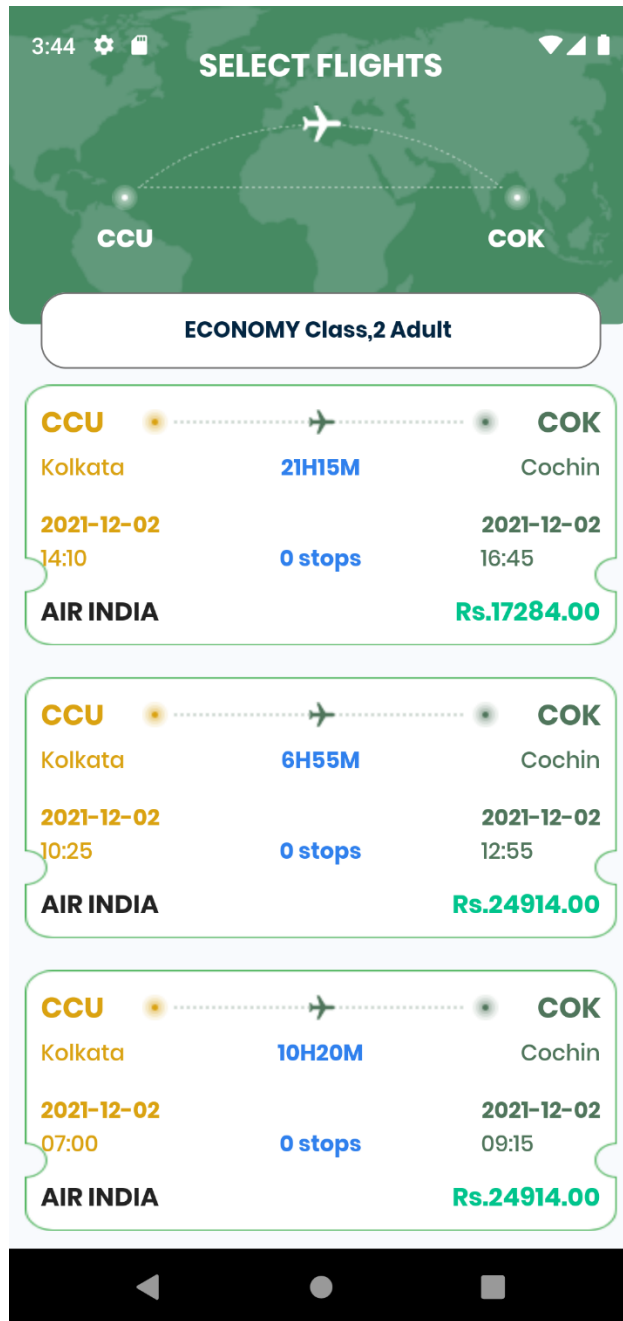 3:44
SELECT FLIGHTS
CCU COK
ECONOMY Class,2 Adult
CCU COK
Kolkata 21H15M Cochin
2021-12-02 2021-12-02
14:10 0 stops 16:45
AIR INDIA Rs.17284.00
CCU COK
Kolkata 6H55M Cochin
2021-12-02 2021-12-02
10:25 0 stops 12:55
AIR INDIA Rs.24914.00
CCU COK
Kolkata 10H20M Cochin
2021-12-02 2021-12-02
07:00 0 stops 09:15
AIR INDIA Rs.24914.00